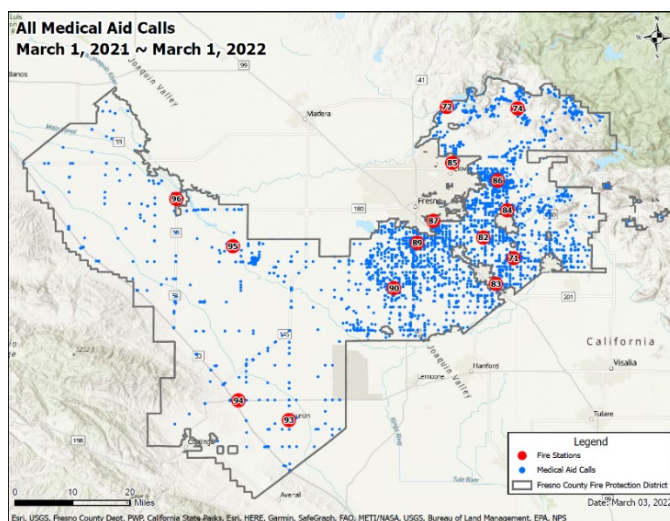 All Medical Aid Calls
March 1, 2021 ~ March 1, 2022
Joaquin Valley
99
41
33
Madera
72
74
85
86
96
180
Fresno
84
87
82
95
89
71
90
83
145
201
33
California
Joaquin Valley
Hanford
Lemoore
Visalia
94
93
Tulare
Coalinga
198
Avenal
Legend
Fire Stations
Medical Aid Calls
Fresno County Fire Protection District
0
10
20 Miles
Date: March 03, 2022
Esri, USGS, Fresno County Dept. PWP, California State Parks, Esri, HERE, Garmin, SafeGraph, FAO, METI/NASA, USGS, Bureau of Land Management, EPA, NPS